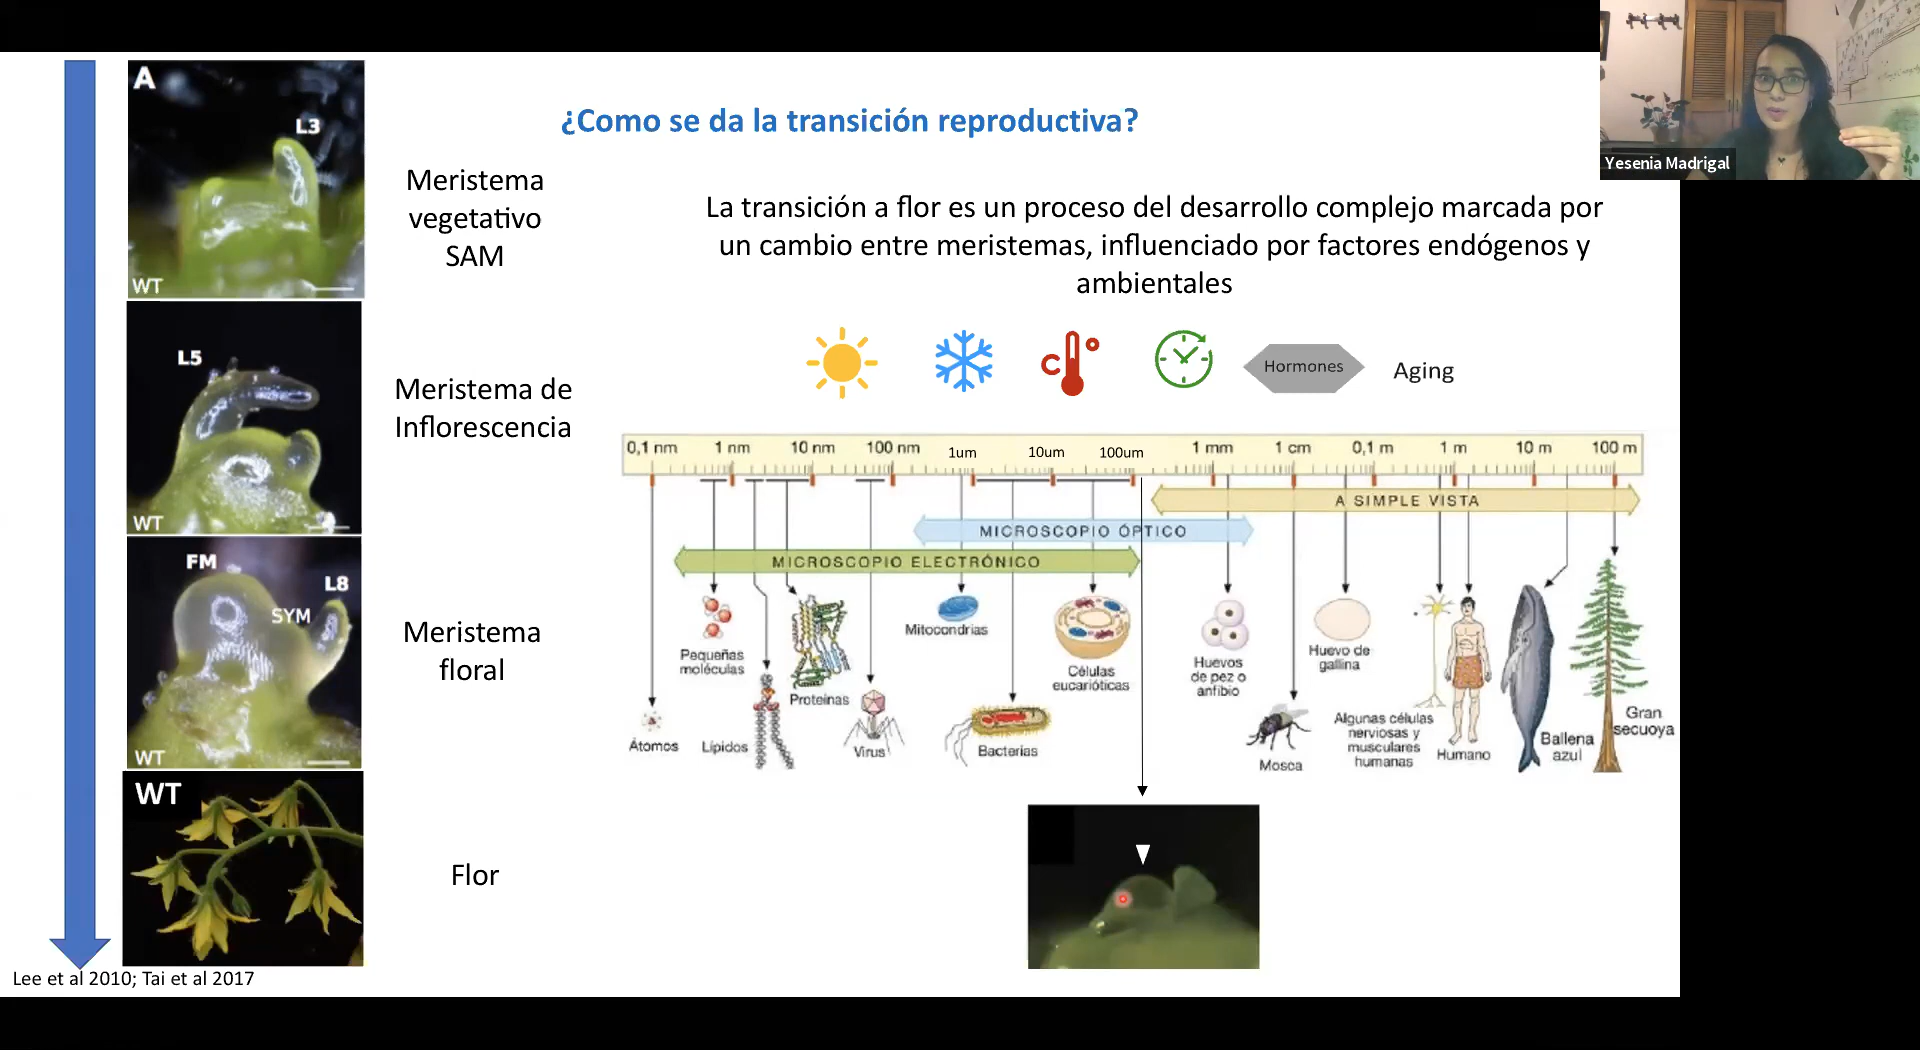 ¿Como se da la transición reproductiva?
Yesenia Madrigal
A
L3
WT
Meristema
vegetativo
SAM
La transición a flor es un proceso del desarrollo complejo marcada por
un cambio entre meristemas, influenciado por factores endógenos y
ambientales
L5
WT
Meristema de
Inflorescencia
C
Hormones
Aging
0,1 nm
1 nm
10 nm
100 nm
1um
10um
100um
1 mm
1 cm
0,1 m
1 m
10 m
100 m
A SIMPLE VISTA
MICROSCOPIO ÓPTICO
MICROSCOPIO ELECTRÓNICO
FM
L8
SYM
WT
Meristema
floral
Átomos
Pequeñas
moléculas
Lípidos
Proteínas
Virus
Mitocondrias
Bacterias
Células
eucarióticas
Huevos
de pez o
anfibio
Mosca
Huevo de
gallina
Algunas células
nerviosas y
musculares
humanas
Humano
Ballena
azul
Gran
secuoya
WT
Flor
Lee et al 2010; Tai et al 2017